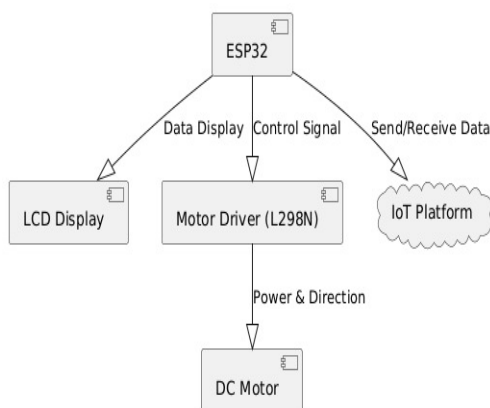 ESP32
Data Display
Control Signal
Send/Receive Data
LCD Display
Motor Driver (L298N)
IoT Platform
Power & Direction
DC Motor